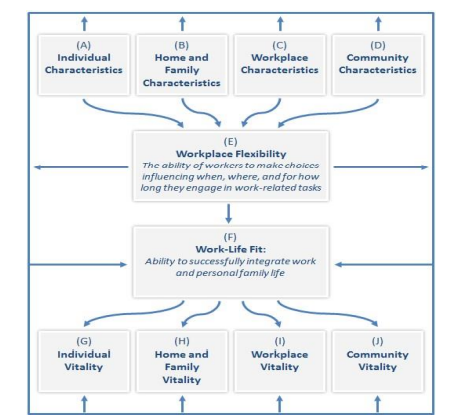 (A)
Individual
Characteristics
(B)
Home and
Family
Characteristics
(C)
Workplace
Characteristics
(D)
Community
Characteristics
(E)
Workplace Flexibility
The ability of workers to make choices
influencing when, where, and for how
long they engage in work-related tasks
(F)
Work-Life Fit:
Ability to successfully integrate work
and personal family life
(G)
Individual
Vitality
(H)
Home and
Family
Vitality
(I)
Workplace
Vitality
(J)
Community
Vitality